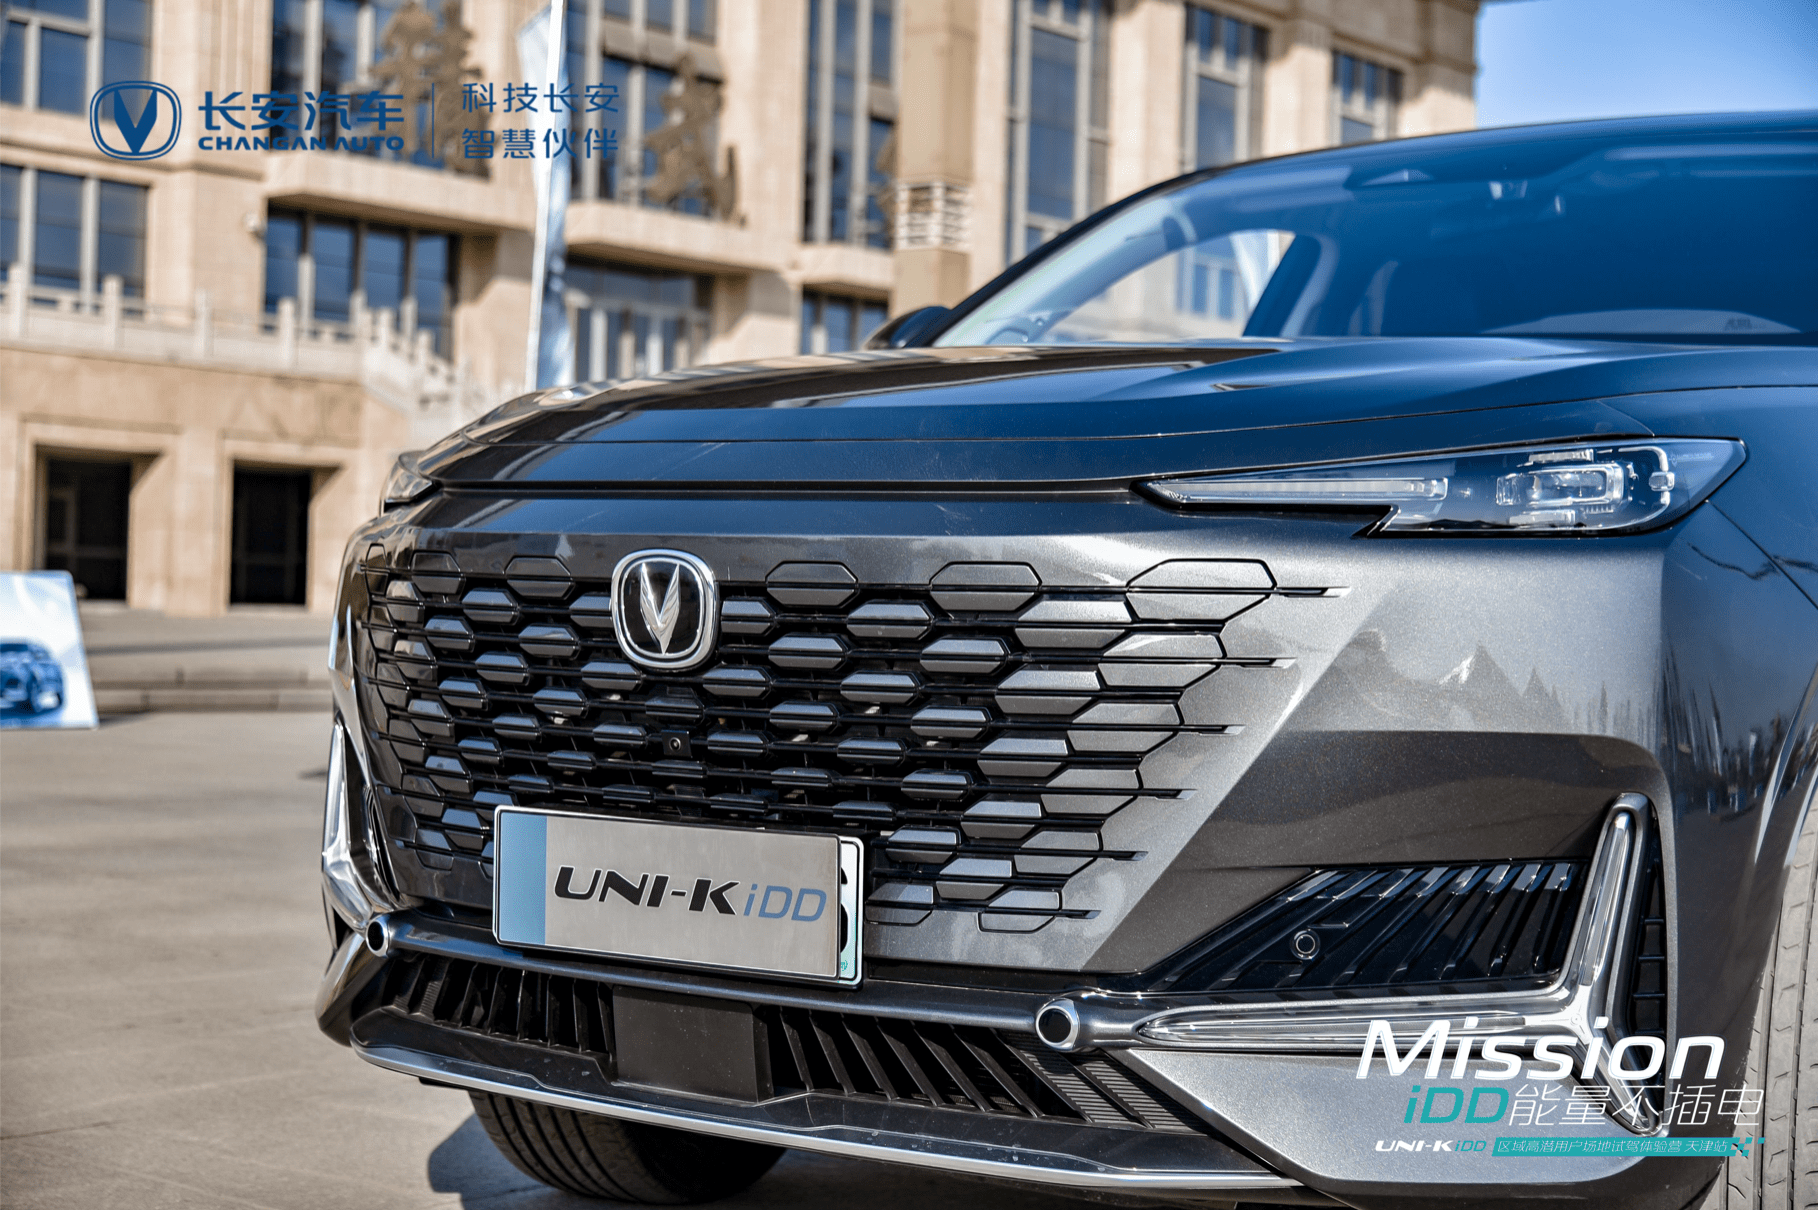 长安汽车
CHANGAN AUTO
科技长安
智慧伙伴
UNI-K iDD
Mission
iDD能量不插电
UNI-K iDD 区域高潜用户场地试驾体验营 天津站